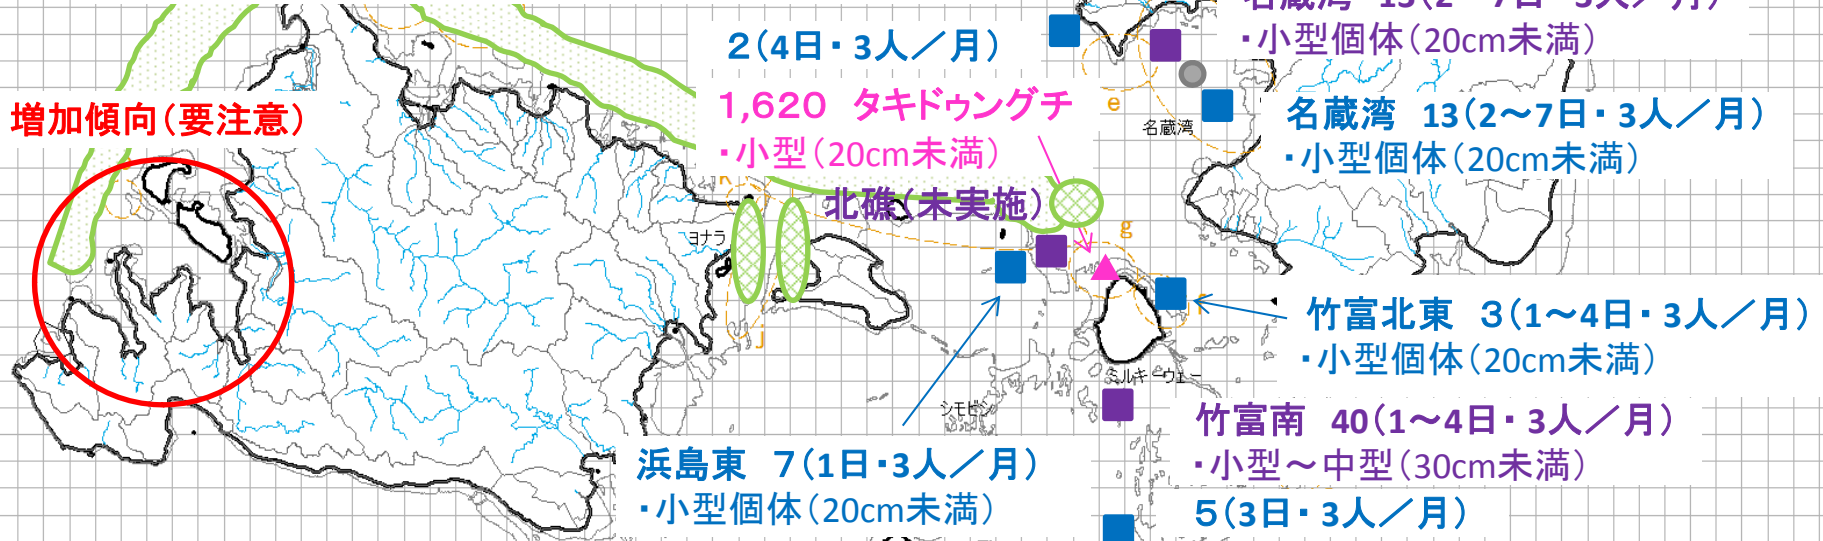 名蔵湾 13(2～7日・3人／月)
・小型個体(20cm未満)
２(4日・3人／月)
1,620 タキドゥングチ
・小型(20cm未満)
北礁(未実施)
増加傾向(要注意)
e
名蔵湾
名蔵湾 13(2～7日・3人／月)
・小型個体(20cm未満)
ヨナラ
g
j
竹富北東 ３(1～4日・3人／月)
・小型個体(20cm未満)
ミルキーウェー
シモビシ
竹富南 40(1～4日・3人／月)
・小型～中型(30cm未満)
浜島東 ７(1日・3人／月)
・小型個体(20cm未満)
５(3日・3人／月)